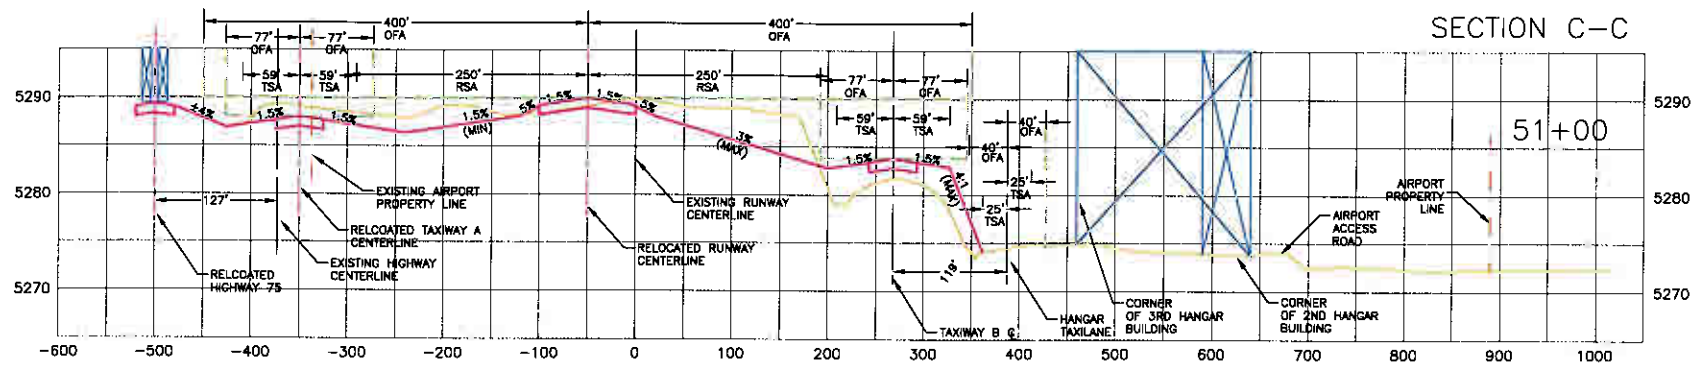 SECTION C-C
400'
OFA
400'
OFA
77'
OFA
77'
OFA
59'
TSA
59'
TSA
250'
RSA
250'
RSA
77'
OFA
77'
OFA
59'
TSA
59'
TSA
40'
OFA
40'
OFA
25'
TSA
25'
TSA
5290
5280
5270
5290
5280
5270
51+00
4.4%
1.5%
1.5%
1.5%
(MIN)
.5%
1.5%
1.5%
1.5%
3%
(MAX)
1.5%
1.5%
4:1
(MAX)
127'
119'
EXISTING AIRPORT
PROPERTY LINE
RELCOATED TAXIWAY A
CENTERLINE
EXISTING HIGHWAY
CENTERLINE
RELCOATED
HIGHWAY 75
EXISTING RUNWAY
CENTERLINE
RELOCATED RUNWAY
CENTERLINE
TAXIWAY B
HANGAR
TAXILANE
CORNER
OF 3RD HANGAR
BUILDING
CORNER
OF 2ND HANGAR
BUILDING
AIRPORT
ACCESS
ROAD
AIRPORT
PROPERTY
LINE
-600 -500 -400 -300 -200 -100 0 100 200 300 400 500 600 700 800 900 1000